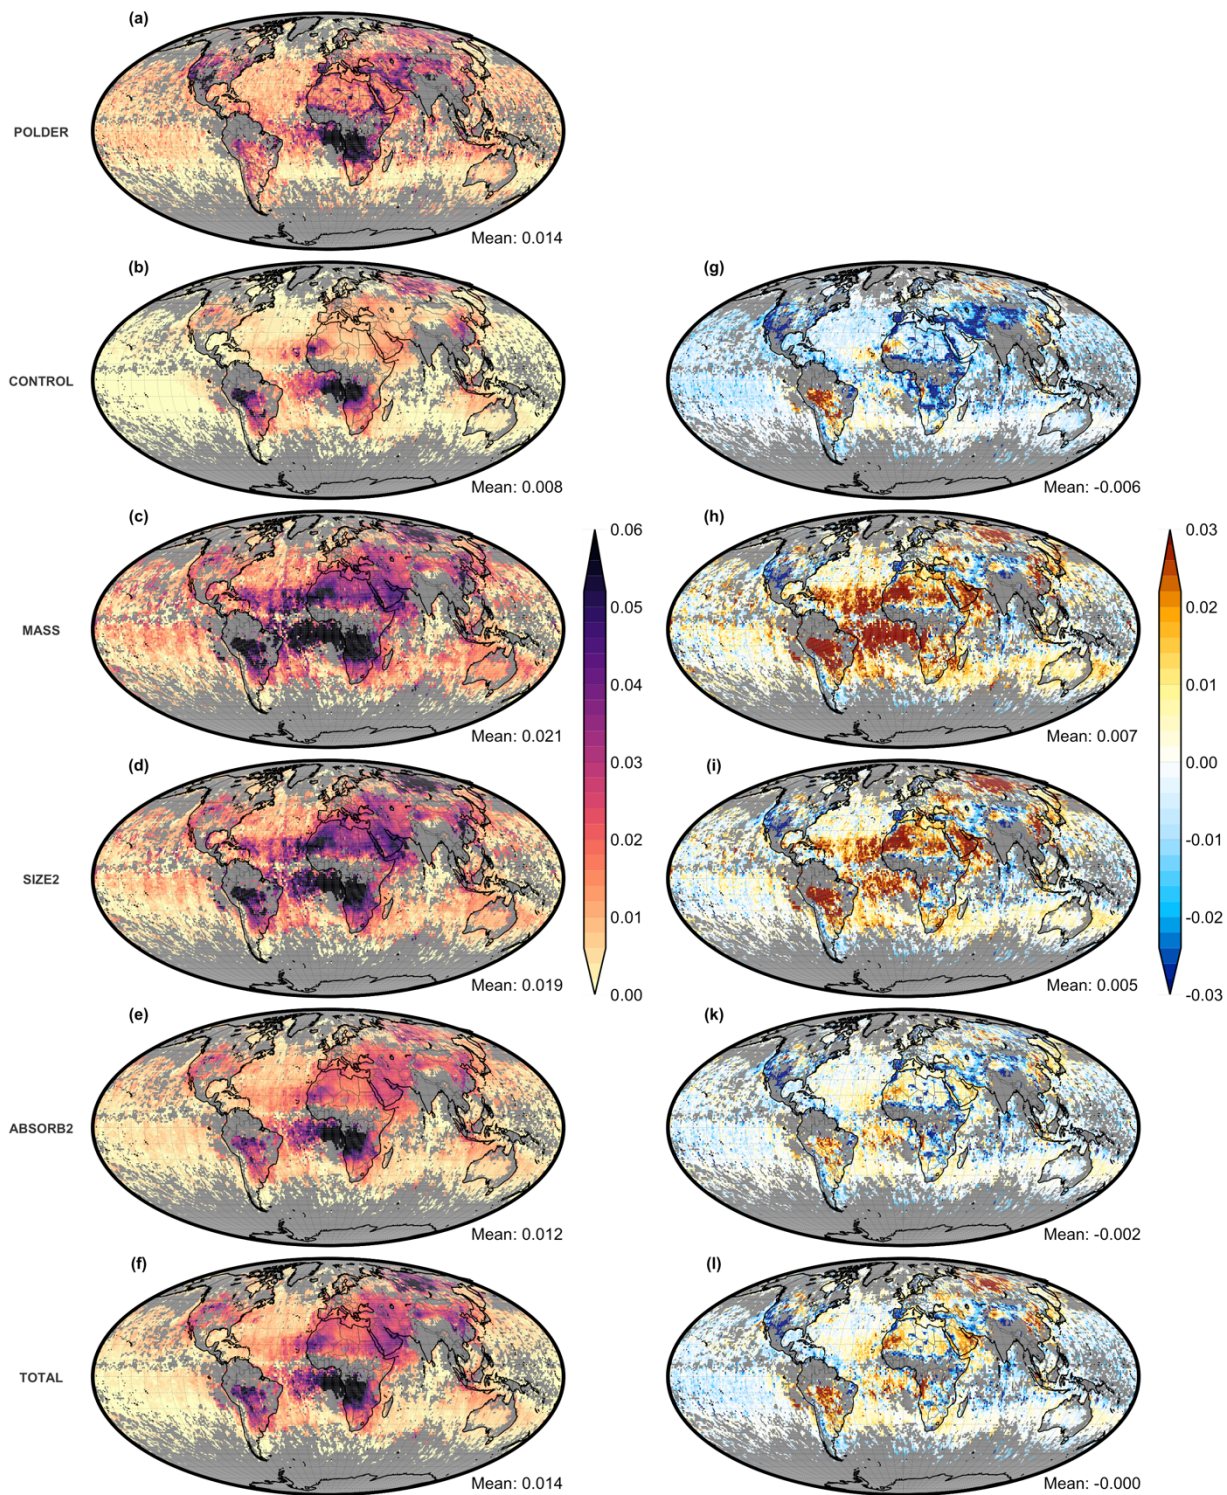 (a)
POLDER
Mean: 0.014
(b)
(g)
CONTROL
Mean: 0.008
Mean: -0.006
(c)
(h)
0.06
0.05
0.04
0.03
0.02
0.01
0.00
0.03
0.02
0.01
0.00
-0.01
-0.02
-0.03
MASS
Mean: 0.021
Mean: 0.007
(d)
(i)
SIZE2
Mean: 0.019
Mean: 0.005
(e)
(k)
ABSORB2
Mean: 0.012
Mean: -0.002
(f)
(l)
TOTAL
Mean: 0.014
Mean: -0.000